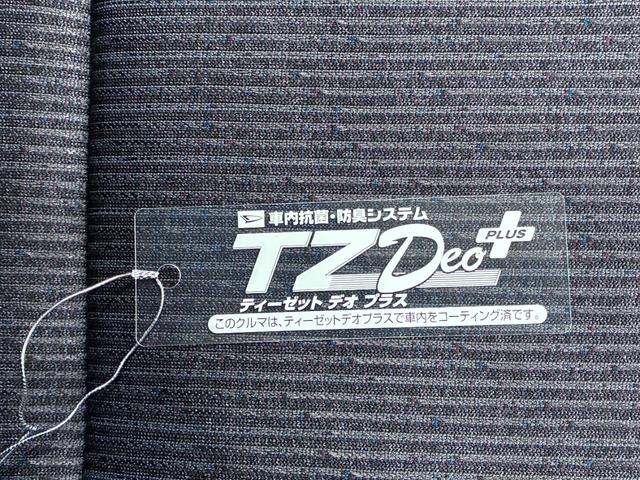 車内抗菌・防臭システム
TZ Deo PLUS
ティーゼット デオ プラス
このクルマは、ティーゼットデオプラスで車内をコーティング済です。